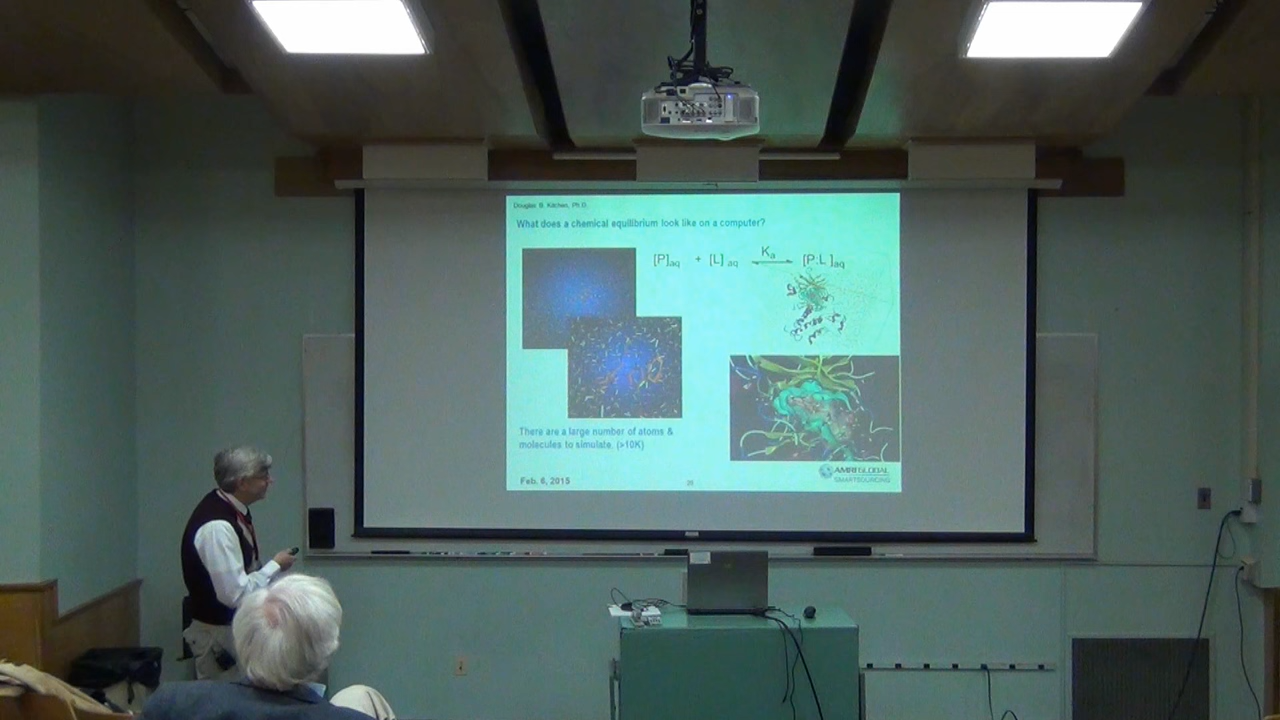 Douglas B. Kitchen, Ph.D.
What does a chemical equilibrium look like on a computer?
[P]aq + [L] aq Ka [P:L ]aq
There are a large number of atoms &
molecules to simulate. (>10K)
AMRI GLOBAL
SMARTSOURCING
Feb. 6, 2015